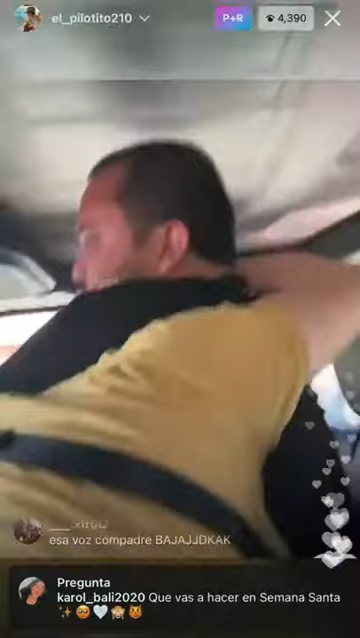 el_pilotito210
P+R
4,390
esa voz compadre BAJAJJDKAK
Pregunta
karol_bali2020 Que vas a hacer en Semana Santa
✨🥺🤍🙈😈